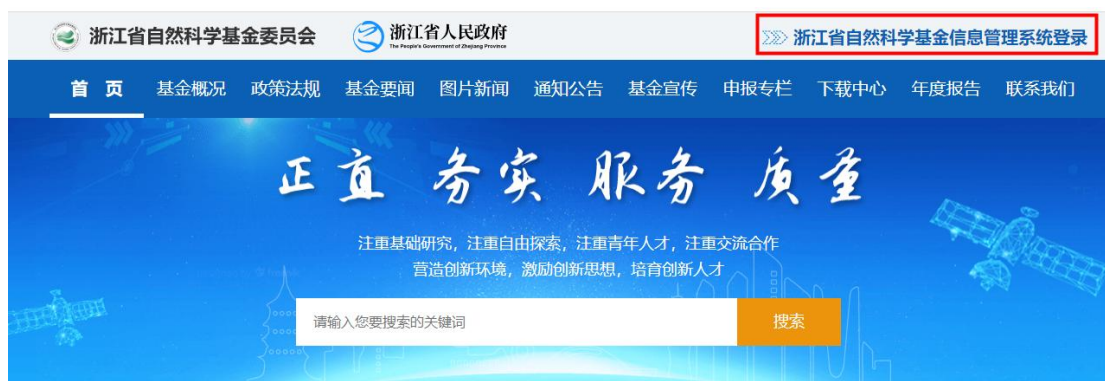 浙江省自然科学基金委员会 浙江省人民政府 浙江省自然科学基金信息管理系统登录
The People's Government of Zhejiang Province
首 页 基金概况 政策法规 基金要闻 图片新闻 通知公告 基金宣传 申报专栏 下载中心 年度报告 联系我们
正直 务实 服务 质量
注重基础研究，注重自由探索，注重青年人才，注重交流合作
营造创新环境，激励创新思想，培育创新人才
请输入您要搜索的关键词 搜索